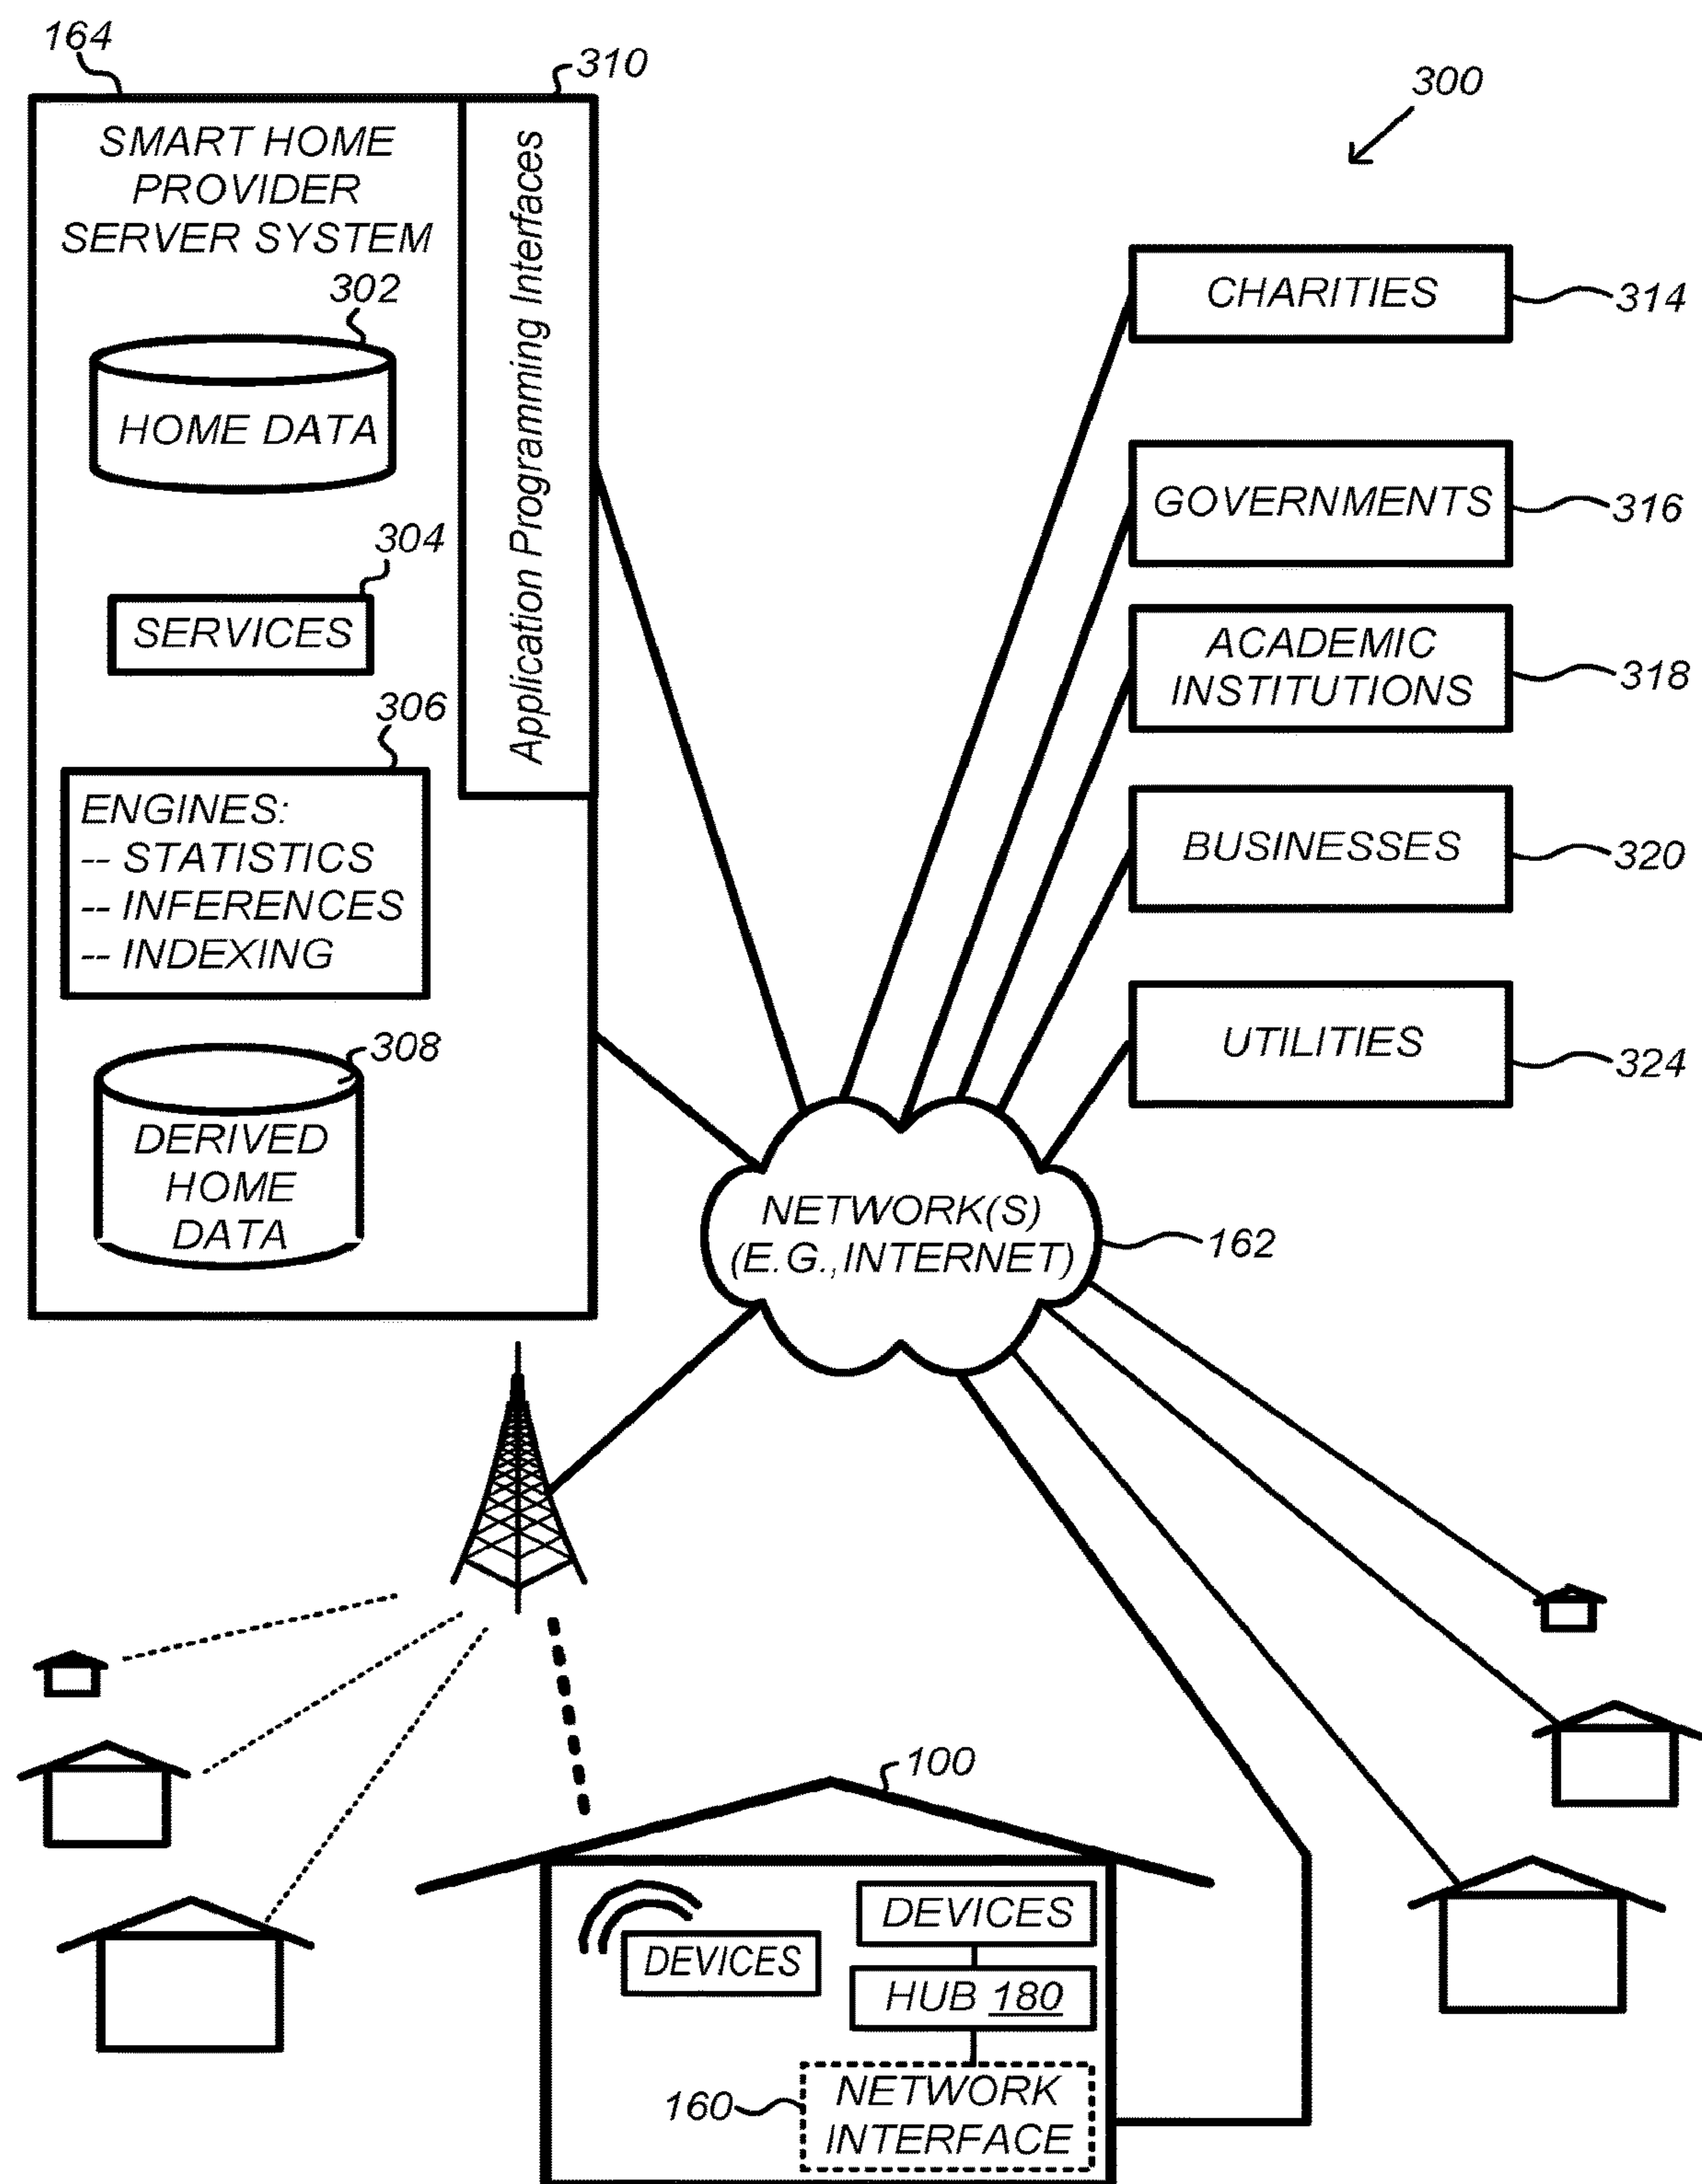 164
310
300
SMART HOME
PROVIDER
SERVER SYSTEM
Application Programming Interfaces
302
HOME DATA
304
SERVICES
306
ENGINES:
-- STATISTICS
-- INFERENCES
-- INDEXING
308
DERIVED
HOME
DATA
CHARITIES
314
GOVERNMENTS
316
ACADEMIC
INSTITUTIONS
318
BUSINESSES
320
UTILITIES
324
NETWORK(S)
(E.G.,INTERNET)
162
100
DEVICES
DEVICES
HUB 180
160
NETWORK
INTERFACE